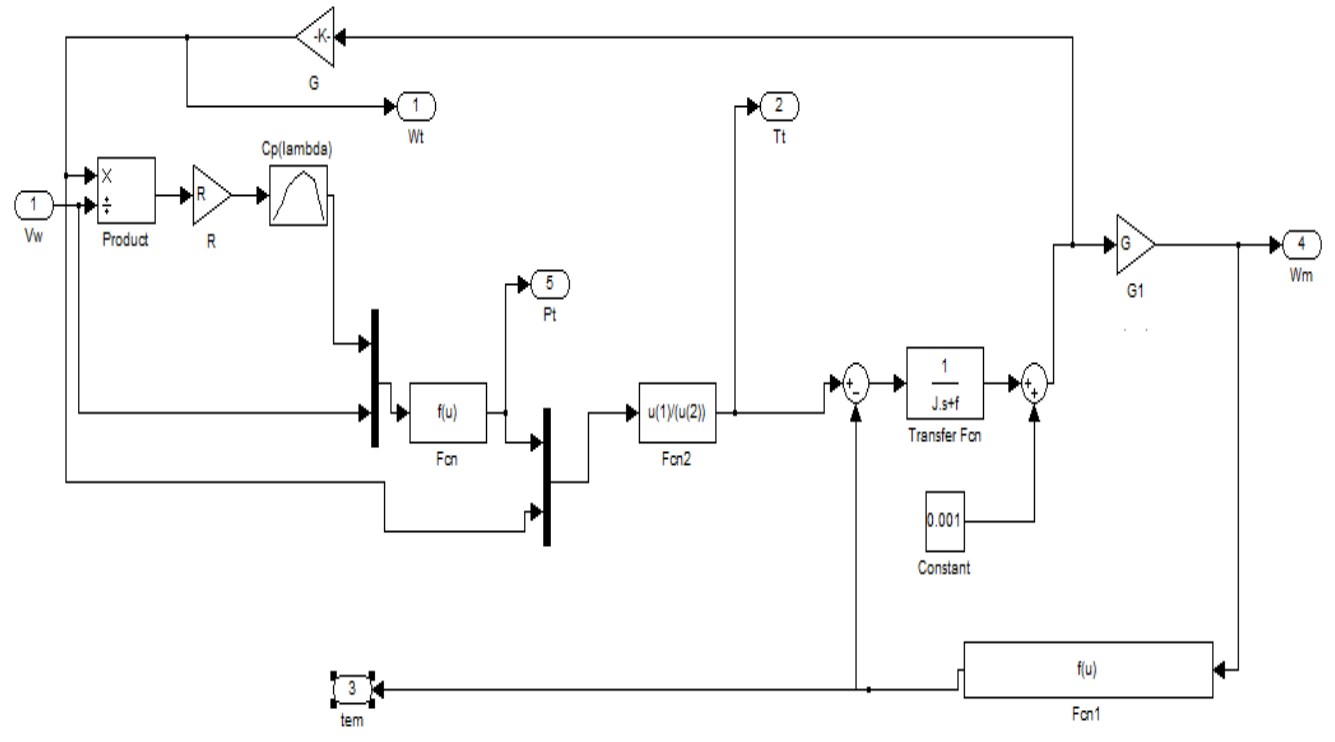 -K-
G
1
Wt
2
Tt
Cp(lambda)
1
Vw
×
÷
Product
R
R
5
Pt
G
G1
4
Wm
f(u)
Fcn
u(1)/(u(2))
Fcn2
+
−
1
J.s+f
Transfer Fcn
+
+
0.001
Constant
3
tem
f(u)
Fcn1